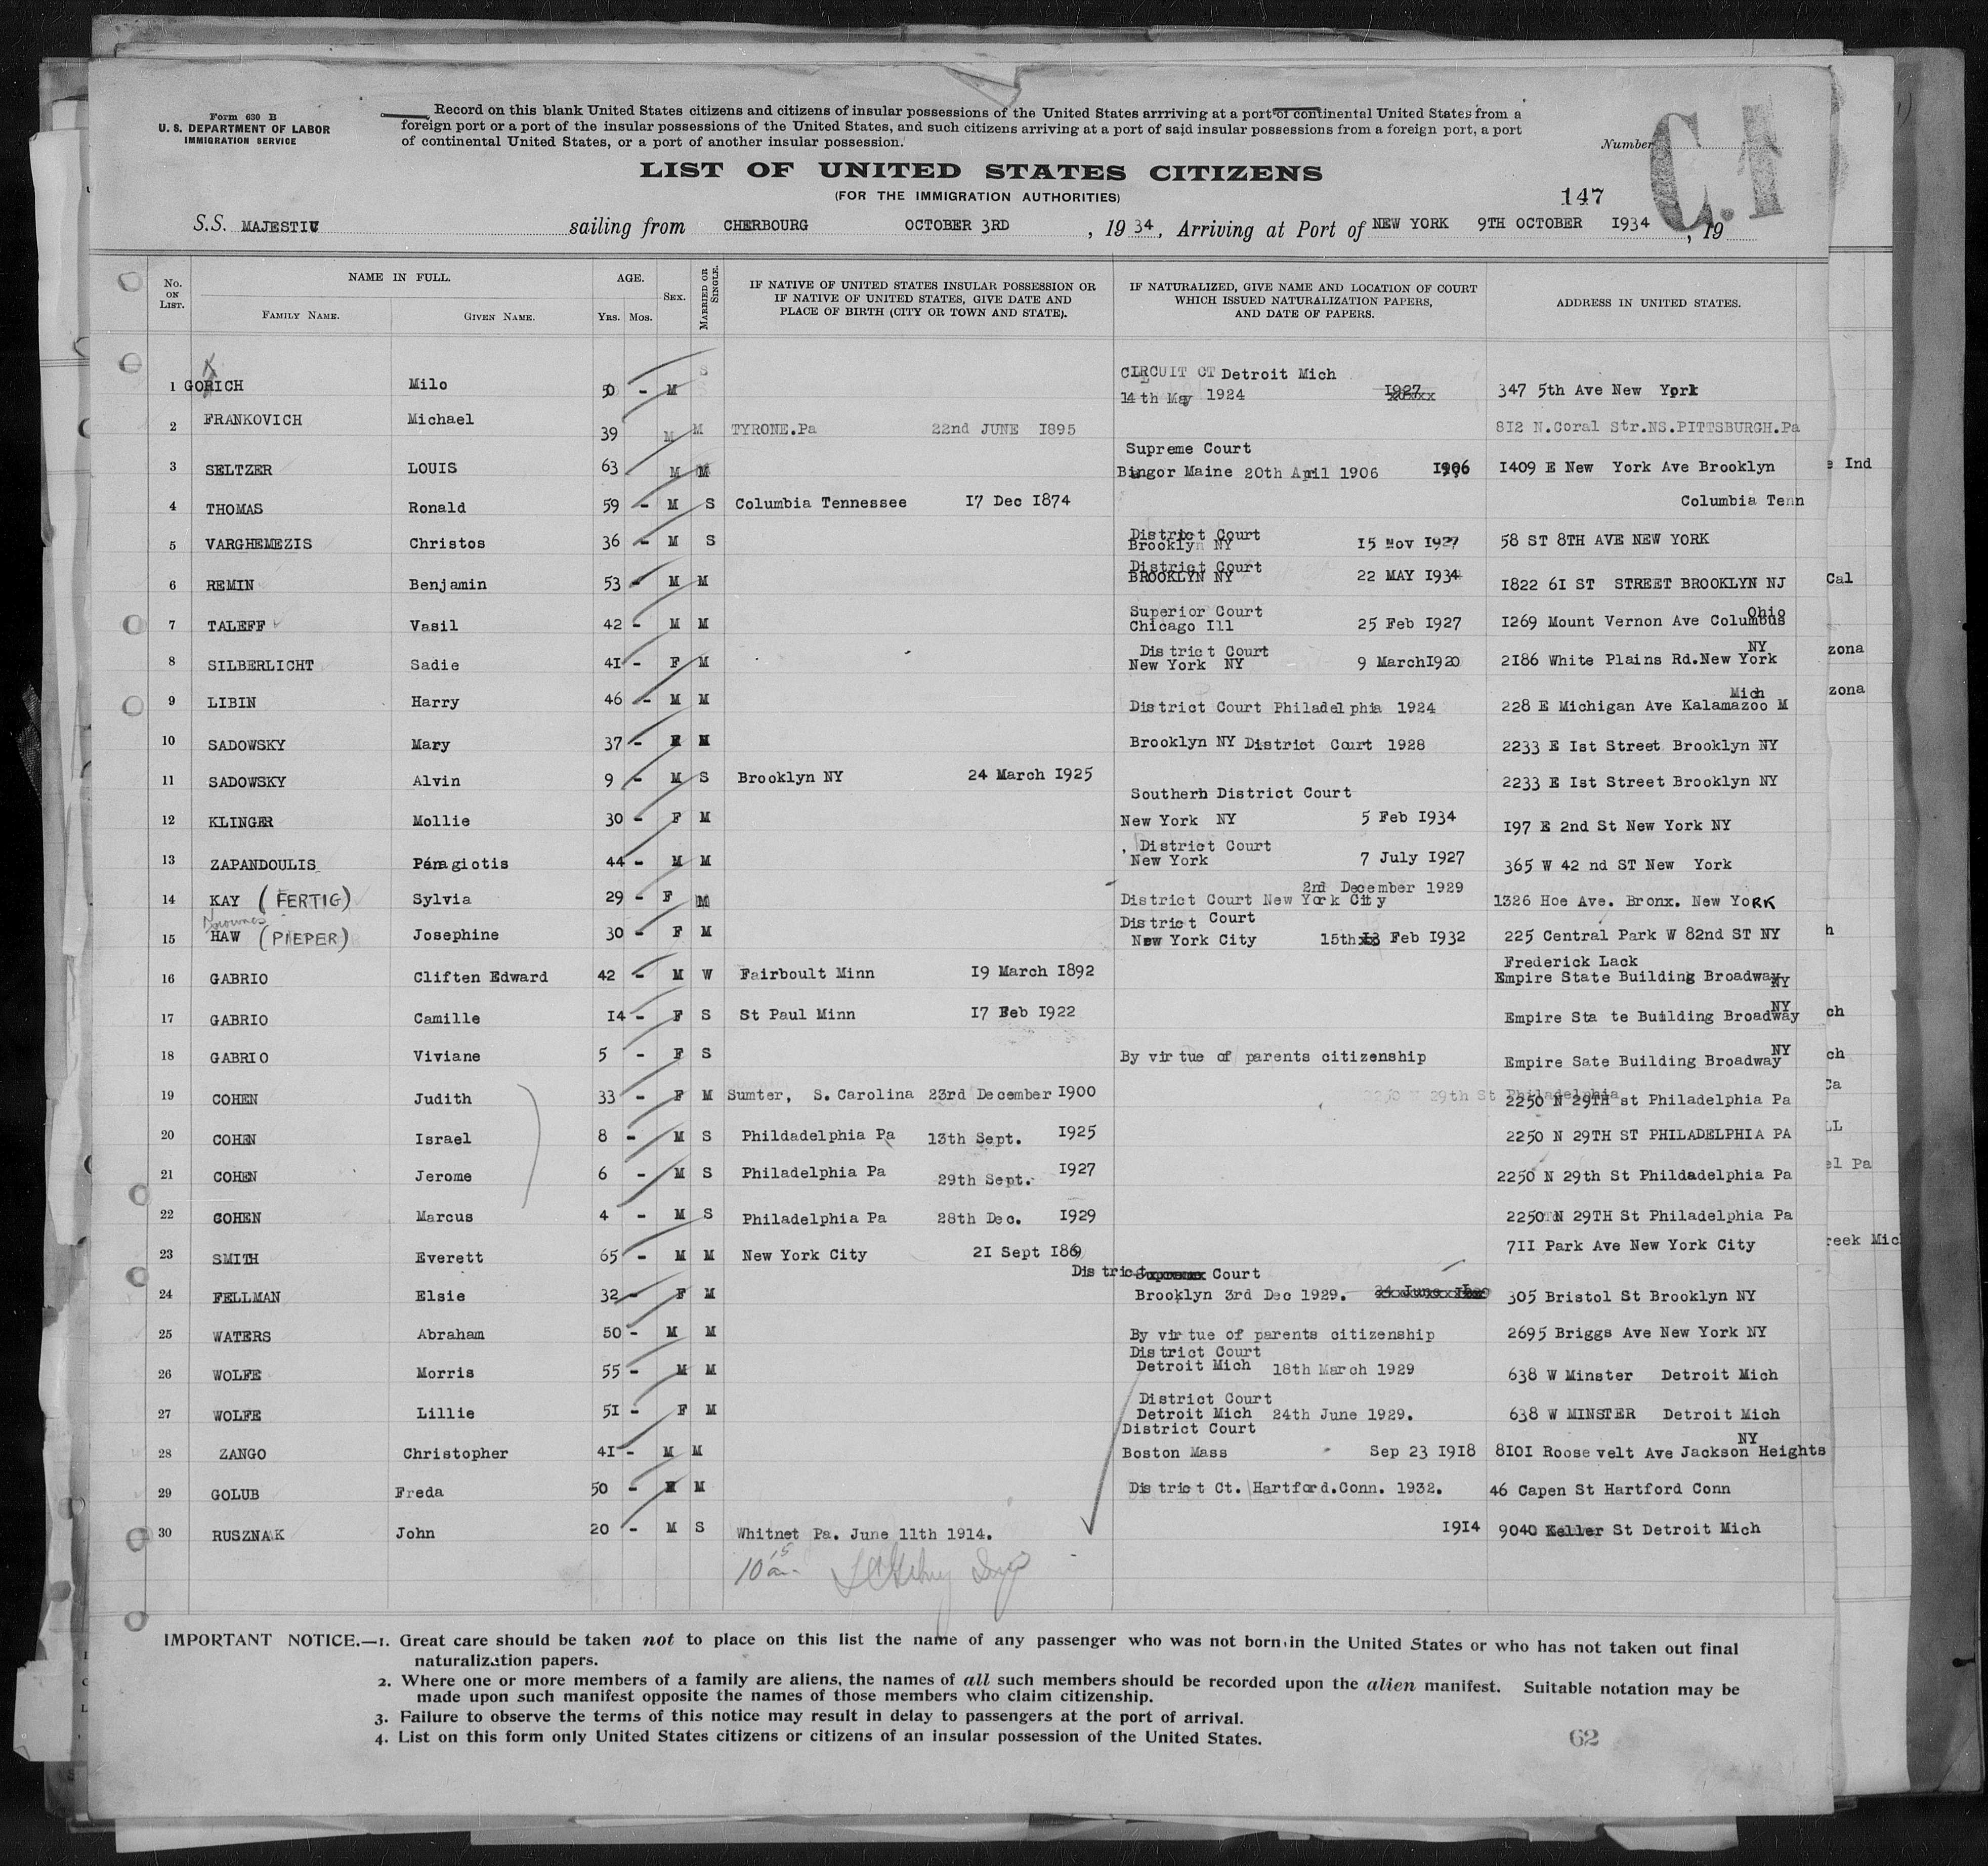 Form 630 B
U. S. DEPARTMENT OF LABOR
IMMIGRATION SERVICE
Record on this blank United States citizens and citizens of insular possessions of the United States arrriving at a port of continental United States from a
foreign port or a port of the insular possessions of the United States, and such citizens arriving at a port of said insular possessions from a foreign port, a port
of continental United States, or a port of another insular possession.
Number
C.1
LIST OF UNITED STATES CITIZENS
(FOR THE IMMIGRATION AUTHORITIES)
147
S.S. MAJESTIC sailing from CHERBOURG OCTOBER 3RD , 1934, Arriving at Port of NEW YORK 9TH OCTOBER 1934 , 19
No. ON LIST. NAME IN FULL. FAMILY NAME. GIVEN NAME. AGE. YRS. MOS. SEX. MARRIED OR SINGLE. IF NATIVE OF UNITED STATES INSULAR POSSESSION OR IF NATIVE OF UNITED STATES, GIVE DATE AND PLACE OF BIRTH (CITY OR TOWN AND STATE). IF NATURALIZED, GIVE NAME AND LOCATION OF COURT WHICH ISSUED NATURALIZATION PAPERS, AND DATE OF PAPERS. ADDRESS IN UNITED STATES.
1 GORICH Milo 50 - M S CIRCUIT CT Detroit Mich 14th May 1924 1927 347 5th Ave New York
2 FRANKOVICH Michael 39 M M TYRONE.Pa 22nd JUNE 1895 812 N.Coral Str.NS.PITTSBURGH.Pa
3 SELTZER LOUIS 63 M M Supreme Court Bangor Maine 20th April 1906 1906 1409 E New York Ave Brooklyn
4 THOMAS Ronald 59 - M S Columbia Tennessee 17 Dec 1874 Columbia Tenn
5 VARGHEMEZIS Christos 36 - M S District Court Brooklyn NY 15 Nov 1927 58 ST 8TH AVE NEW YORK
6 REMIN Benjamin 53 - M M District Court BROOKLYN NY 22 MAY 1934 1822 61 ST STREET BROOKLYN NJ
7 TALEFF Vasil 42 - M M Superior Court Chicago Ill 25 Feb 1927 1269 Mount Vernon Ave Columbus Ohio
8 SILBERLICHT Sadie 41 - F M District Court New York NY 9 March1920 2186 White Plains Rd.New York NY
9 LIBIN Harry 46 - M M District Court Philadelphia 1924 228 E Michigan Ave Kalamazoo M Mich
10 SADOWSKY Mary 37 - F M Brooklyn NY District Court 1928 2233 E Ist Street Brooklyn NY
11 SADOWSKY Alvin 9 - M S Brooklyn NY 24 March 1925 2233 E Ist Street Brooklyn NY
12 KLINGER Mollie 30 - F M Southern District Court New York NY 5 Feb 1934 197 E 2nd St New York NY
13 ZAPANDOULIS Panagiotis 44 - M M District Court New York 7 July 1927 365 W 42 nd ST New York
14 KAY (FERTIG) Sylvia 29 - F M 2nd December 1929 District Court New York City 1326 Hoe Ave. Bronx. New YoRK
15 HAW (PIEPER) Josephine 30 - F M District Court New York City 15th Feb 1932 225 Central Park W 82nd ST NY
16 GABRIO Cliften Edward 42 - M W Fairboult Minn 19 March 1892 Frederick Lack Empire State Building Broadway NY
17 GABRIO Camille 14 - F S St Paul Minn 17 Feb 1922 Empire Sta te Building Broadway NY
18 GABRIO Viviane 5 - F S By virtue of parents citizenship Empire Sate Building Broadway NY
19 COHEN Judith 33 - F M Sumter, S. Carolina 23rd December 1900 2250 N 29TH st Philadelphia Pa
20 COHEN Israel 8 - M S Phildadelphia Pa 13th Sept. 1925 2250 N 29TH ST PHILADELPHIA PA
21 COHEN Jerome 6 - M S Philadelphia Pa 29th Sept. 1927 2250 N 29th St Phildadelphia Pa
22 COHEN Marcus 4 - M S Philadelphia Pa 28th Dec. 1929 2250 N 29TH St Philadelphia Pa
23 SMITH Everett 65 - M M New York City 21 Sept 1869 711 Park Ave New York City
24 FELLMAN Elsie 32 - F M District Court Brooklyn 3rd Dec 1929. 305 Bristol St Brooklyn NY
25 WATERS Abraham 50 - M M By virtue of parents citizenship 2695 Briggs Ave New York NY
26 WOLFE Morris 55 - M M District Court Detroit Mich 18th March 1929 638 W Minster Detroit Mich
27 WOLFE Lillie 51 - F M District Court Detroit Mich 24th June 1929. 638 W MINSTER Detroit Mich
28 ZANGO Christopher 41 - M M District Court Boston Mass Sep 23 1918 8101 Roose velt Ave Jackson Heights NY
29 GOLUB Freda 50 - F M District Ct. Hartford.Conn. 1932. 46 Capen St Hartford Conn
30 RUSZNAK John 20 - M S Whitnet Pa. June 11th 1914. 1914 9040 Keller St Detroit Mich
IMPORTANT NOTICE.—1. Great care should be taken not to place on this list the name of any passenger who was not born in the United States or who has not taken out final
naturalization papers.
2. Where one or more members of a family are aliens, the names of all such members should be recorded upon the alien manifest. Suitable notation may be
made upon such manifest opposite the names of those members who claim citizenship.
3. Failure to observe the terms of this notice may result in delay to passengers at the port of arrival.
4. List on this form only United States citizens or citizens of an insular possession of the United States.
62